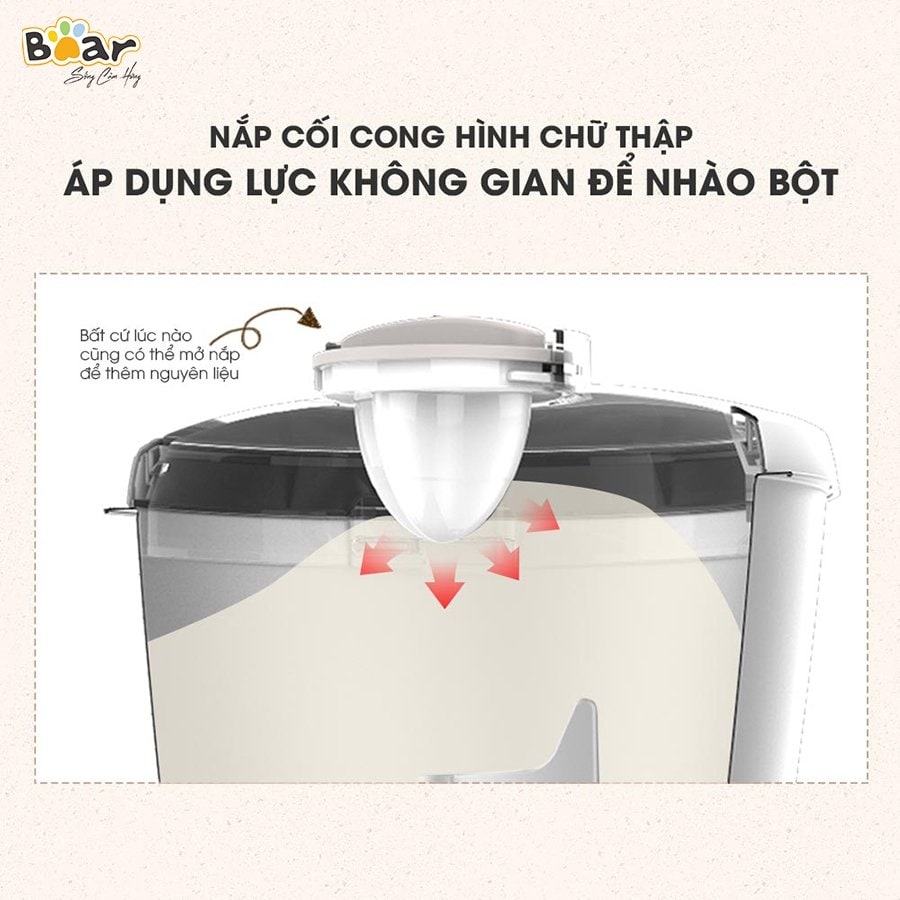 Bear
Sống Cảm Hứng
NẮP CỐI CONG HÌNH CHỮ THẬP
ÁP DỤNG LỰC KHÔNG GIAN ĐỂ NHÀO BỘT
Bất cứ lúc nào
cũng có thể mở nắp
để thêm nguyên liệu